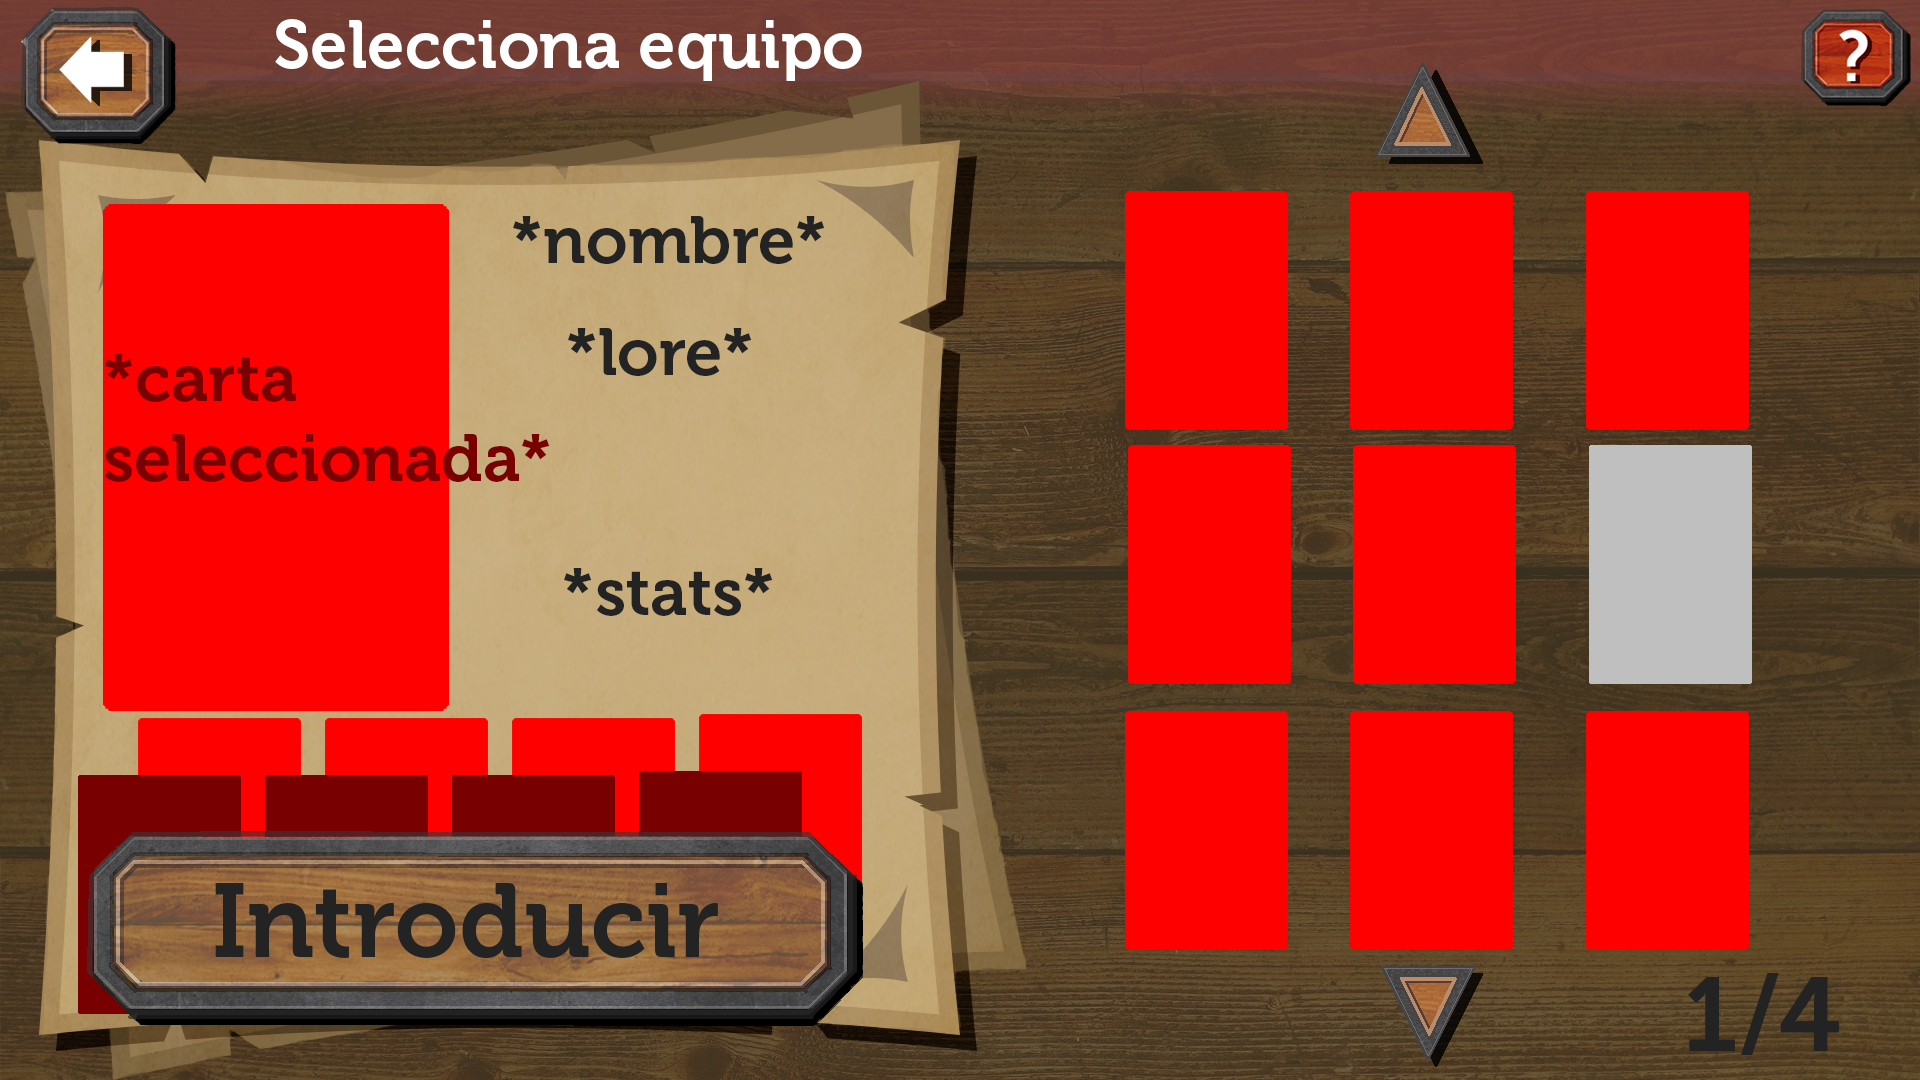 Selecciona equipo
?
*nombre*
*lore*
*carta
seleccionada*
*stats*
Introducir
1/4